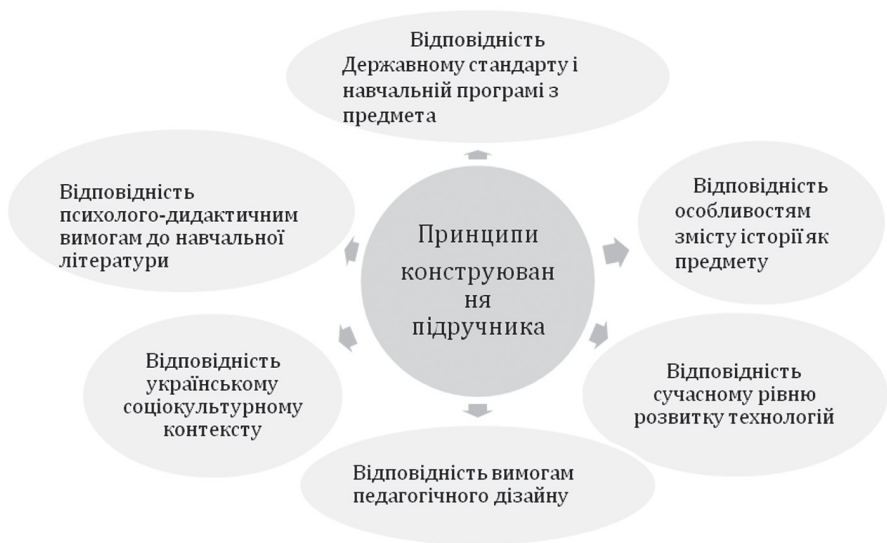 Відповідність
Державному стандарту і
навчальній програмі з
предмета
Відповідність
психолого-дидактичним
вимогам до навчальної
літератури
Принципи
конструюван
ня
підручника
Відповідність
особливостям
змісту історії як
предмету
Відповідність
українському
соціокультурному
контексту
Відповідність
сучасному рівню
розвитку технологій
Відповідність вимогам
педагогічного дізайну